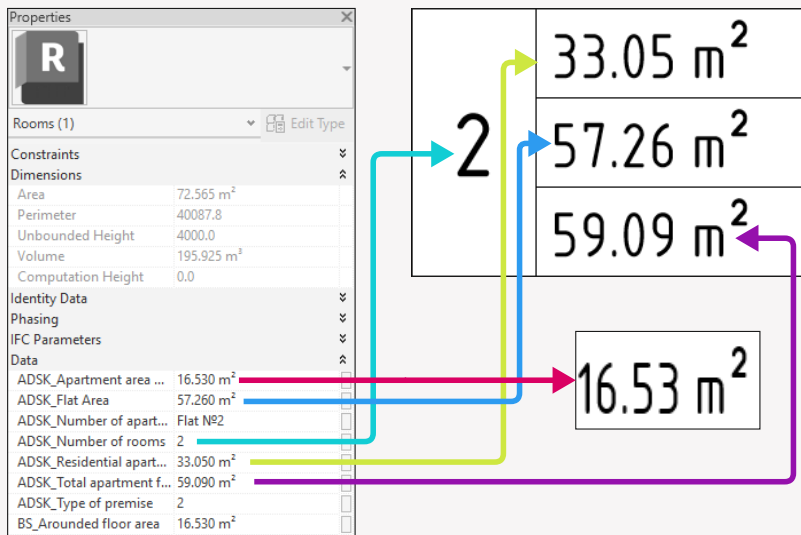 Properties
R
Rooms (1)
Edit Type
Constraints
Dimensions
Area 72.565 m²
Perimeter 40087.8
Unbounded Height 4000.0
Volume 195.925 m³
Computation Height 0.0
Identity Data
Phasing
IFC Parameters
Data
ADSK_Apartment area ... 16.530 m²
ADSK_Flat Area 57.260 m²
ADSK_Number of apart... Flat №2
ADSK_Number of rooms 2
ADSK_Residential apart... 33.050 m²
ADSK_Total apartment f... 59.090 m²
ADSK_Type of premise 2
BS_Arounded floor area 16.530 m²
2
33.05 m²
57.26 m²
59.09 m²
16.53 m²